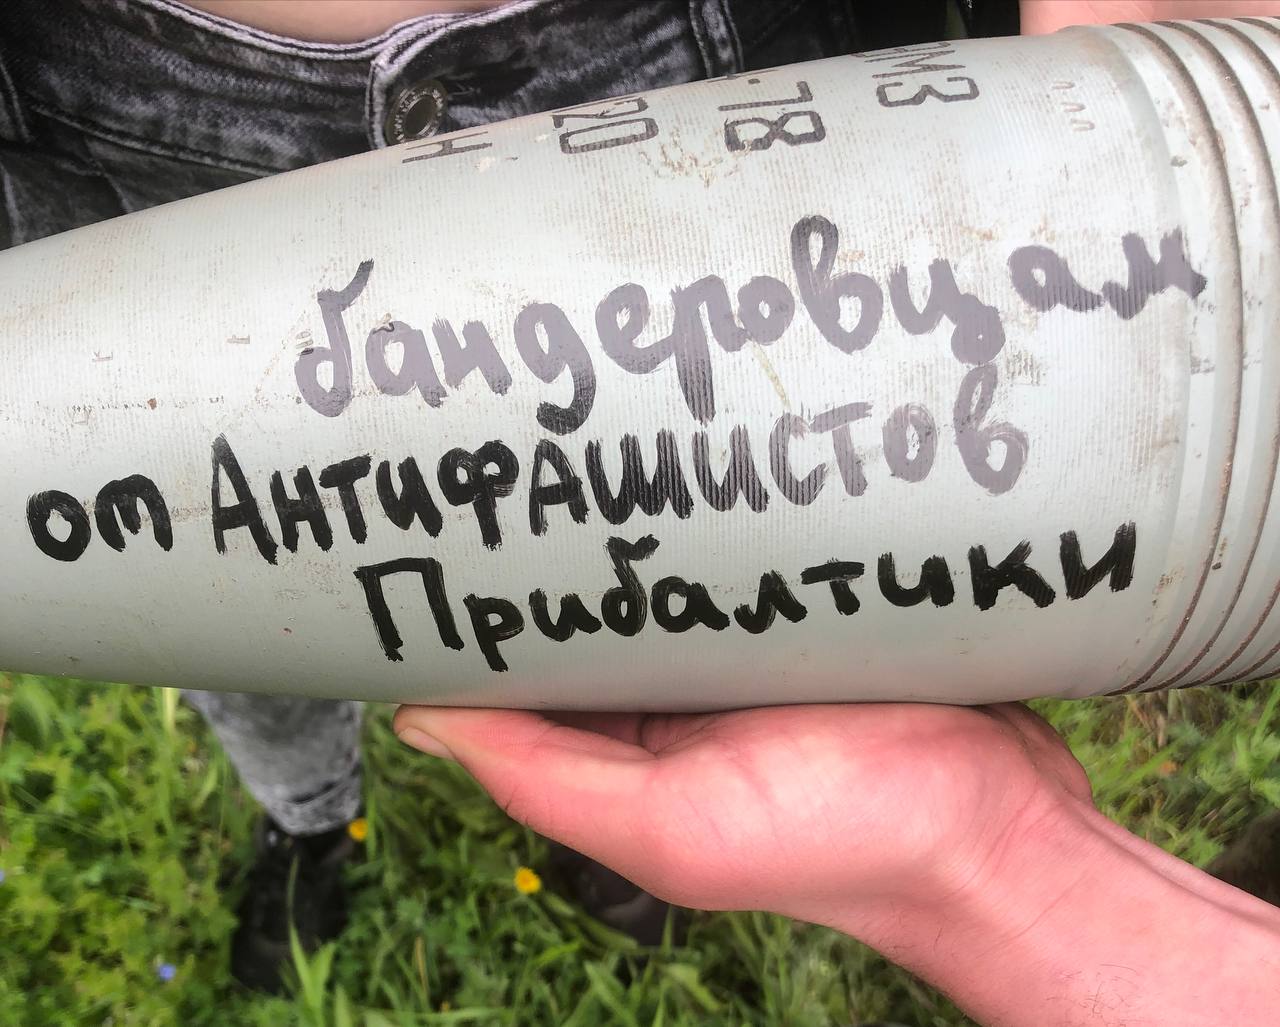 бандеровцам
от Антифашистов
Прибалтики